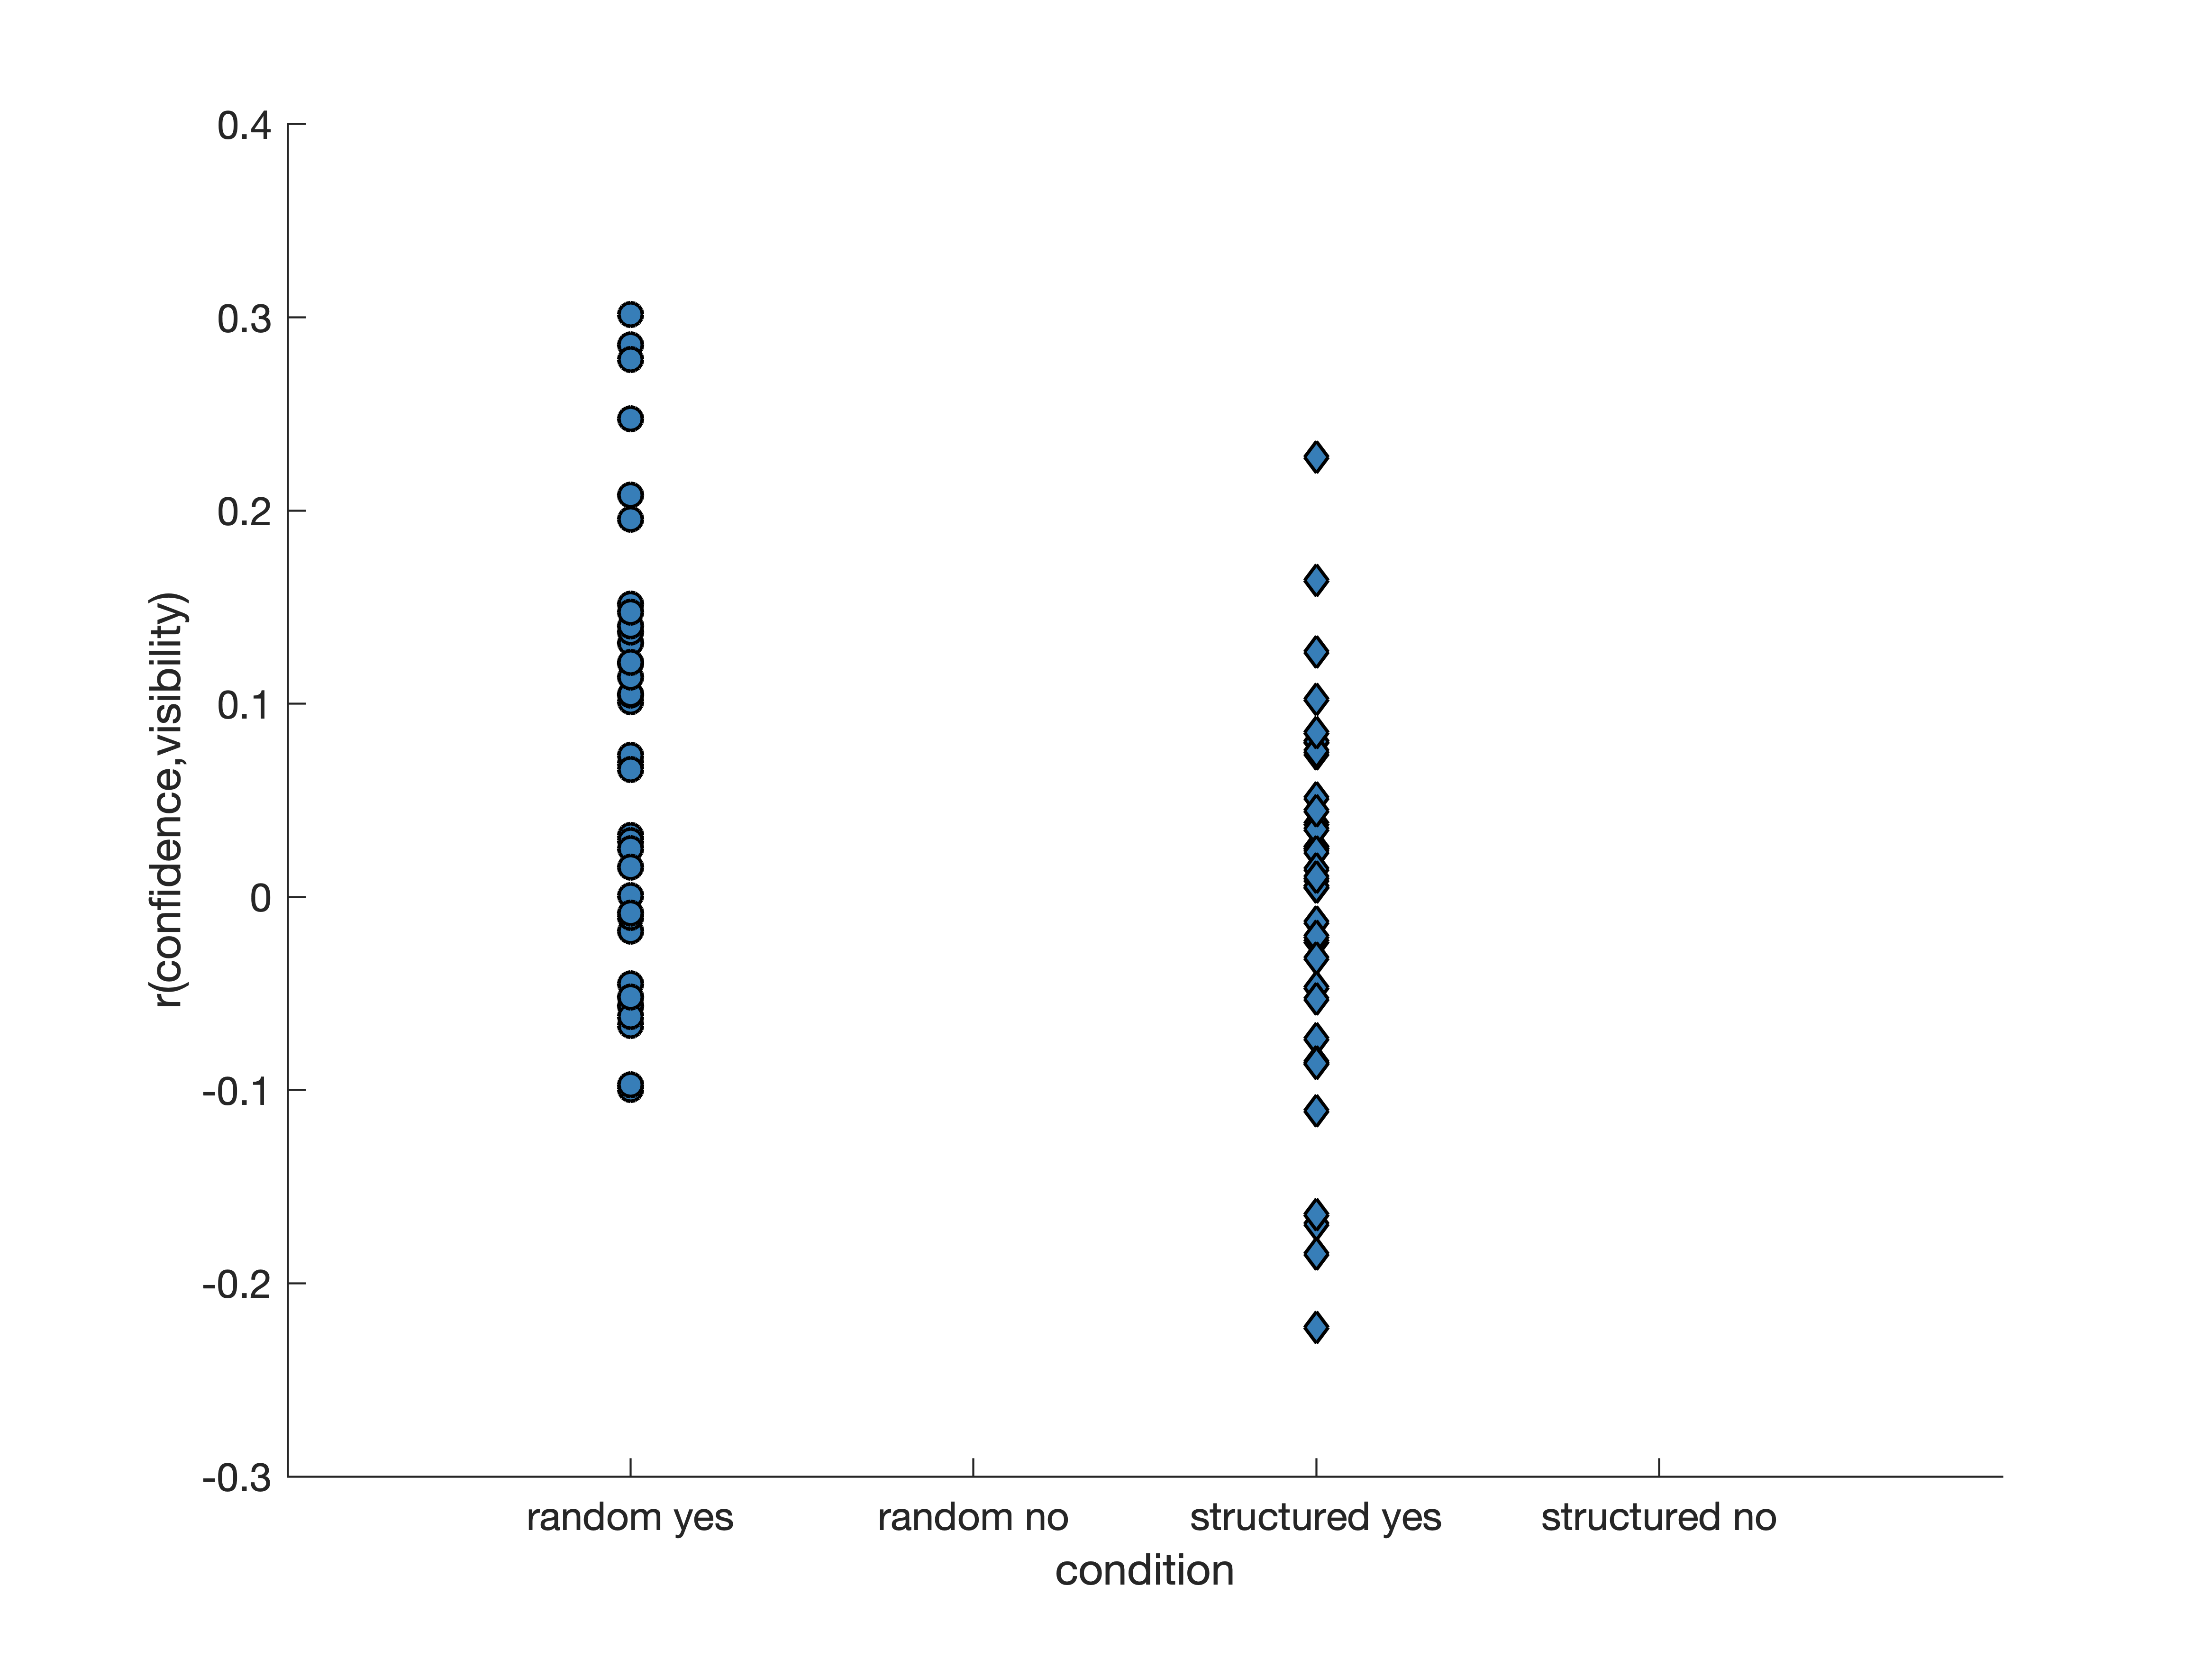 0.4
0.3
0.2
0.1
0
-0.1
-0.2
-0.3
r(confidence,visibility)
random yes random no structured yes structured no
condition